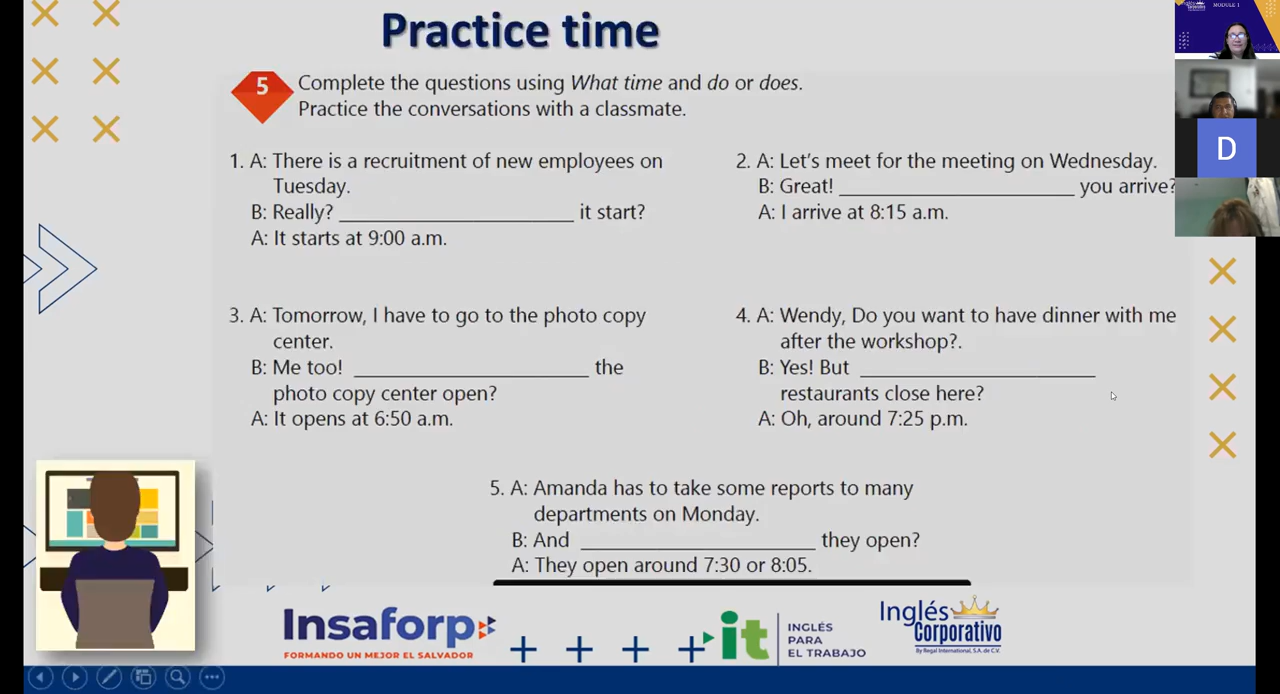 Practice time
5
Complete the questions using What time and do or does.
Practice the conversations with a classmate.
1. A: There is a recruitment of new employees on
Tuesday.
B: Really? ______________________ it start?
A: It starts at 9:00 a.m.
2. A: Let's meet for the meeting on Wednesday.
B: Great! ______________________ you arrive?
A: I arrive at 8:15 a.m.
3. A: Tomorrow, I have to go to the photo copy
center.
B: Me too! ______________________ the
photo copy center open?
A: It opens at 6:50 a.m.
4. A: Wendy, Do you want to have dinner with me
after the workshop?.
B: Yes! But ______________________
restaurants close here?
A: Oh, around 7:25 p.m.
5. A: Amanda has to take some reports to many
departments on Monday.
B: And ______________________ they open?
A: They open around 7:30 or 8:05.
Insaforp
FORMANDO UN MEJOR EL SALVADOR
it
INGLÉS
PARA
EL TRABAJO
Inglés
Corporativo
By Regal International, S.A. de C.V.
MODULE 1
D